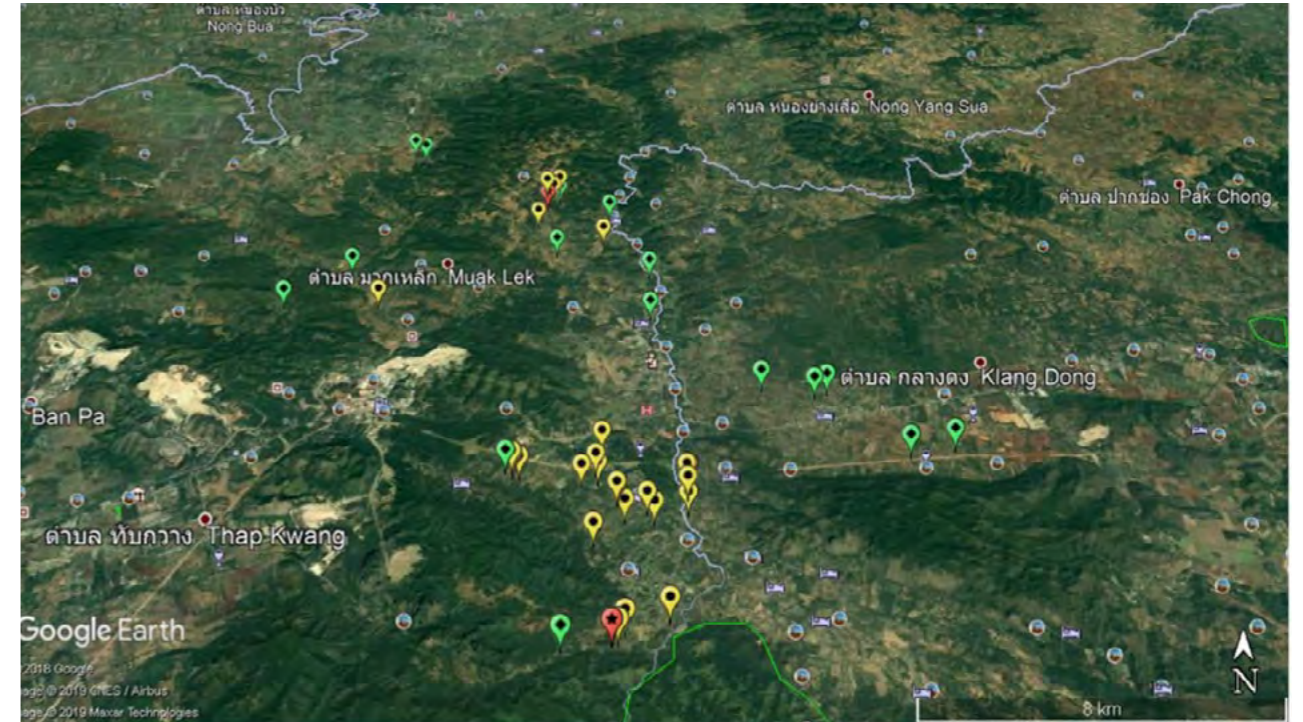 ตำบล หนองบัว
Nong Bua
ตำบล หนองย่างเสือ Nong Yang Sua
ตำบล ปากช่อง Pak Chong
ตำบล มวกเหล็ก Muak Lek
ตำบล กลางดง Klang Dong
Ban Pa
ตำบล ทับกวาง Thap Kwang
Google Earth
2018 Google
© 2019 CNES / Airbus
© 2019 Maxar Technologies
N
8 km